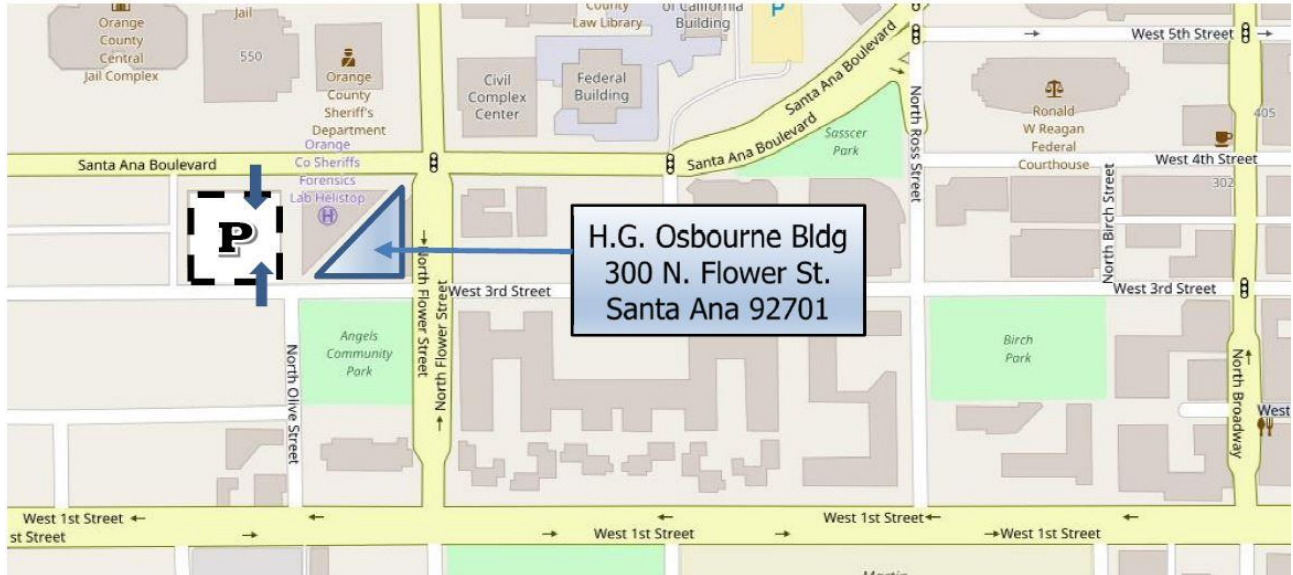 Orange
County
Central
Jail Complex
Jail
550
Orange
County
Sheriff's
Department
Orange
Co Sheriffs
Forensics
Lab Helistop
H
County
Law Library
of California
Building
P
Civil
Complex
Center
Federal
Building
Santa Ana Boulevard
Santa Ana Boulevard
Santa Ana Boulevard
Santa Ana Boulevard
Sasscer
Park
North Ross Street
West 5th Street
Ronald
W Reagan
Federal
Courthouse
405
West 4th Street
302
North Birch Street
P
H.G. Osbourne Bldg
300 N. Flower St.
Santa Ana 92701
North Flower Street
North Flower Street
West 3rd Street
West 3rd Street
Angels
Community
Park
North Olive Street
Birch
Park
North Broadway
West
West 1st Street
st Street
West 1st Street
West 1st Street
West 1st Street